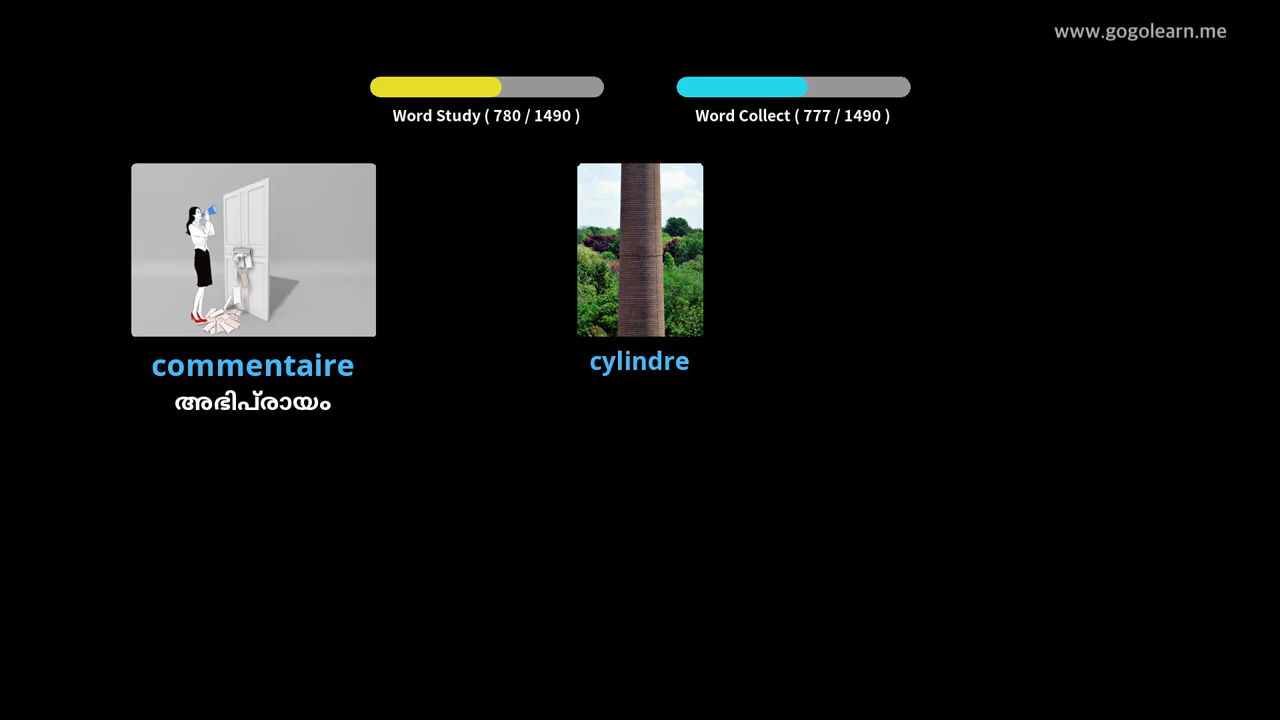 www.gogolearn.me
Word Study ( 780 / 1490 )
Word Collect ( 777 / 1490 )
commentaire
അഭിപ്രായം
cylindre